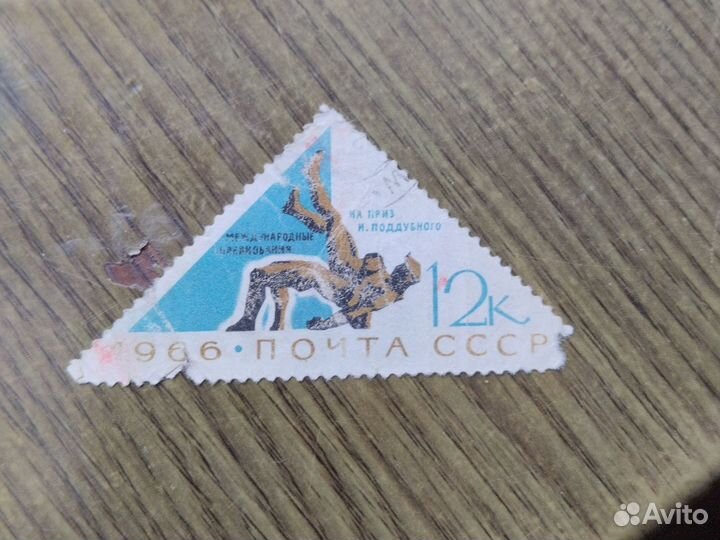 МЕЖДУНАРОДНЫЕ
СОРЕВНОВАНИЯ
НА ПРИЗ
И. ПОДДУБНОГО
12К
1966 · ПОЧТА СССР
Avito